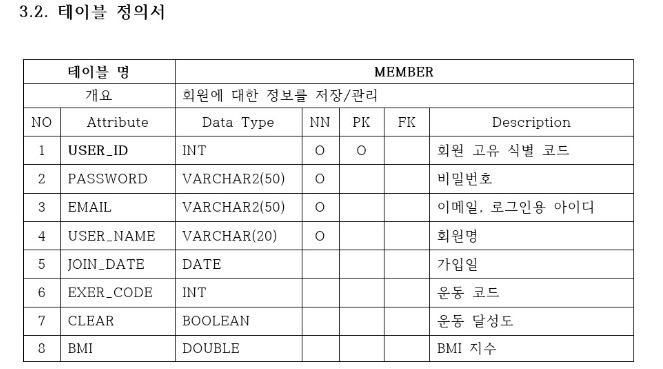 3.2. 테이블 정의서
테이블 명 MEMBER
개요 회원에 대한 정보를 저장/관리
NO Attribute Data Type NN PK FK Description
1 USER_ID INT O O 회원 고유 식별 코드
2 PASSWORD VARCHAR2(50) O 비밀번호
3 EMAIL VARCHAR2(50) O 이메일, 로그인용 아이디
4 USER_NAME VARCHAR(20) O 회원명
5 JOIN_DATE DATE 가입일
6 EXER_CODE INT 운동 코드
7 CLEAR BOOLEAN 운동 달성도
8 BMI DOUBLE BMI 지수